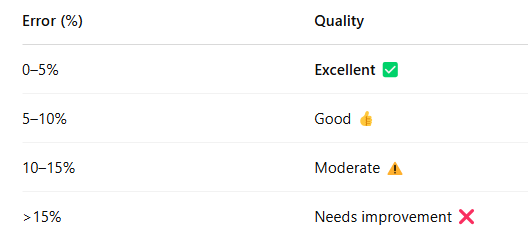 Error (%) Quality
0–5% Excellent ✅
5–10% Good 👍
10–15% Moderate ⚠️
>15% Needs improvement ❌